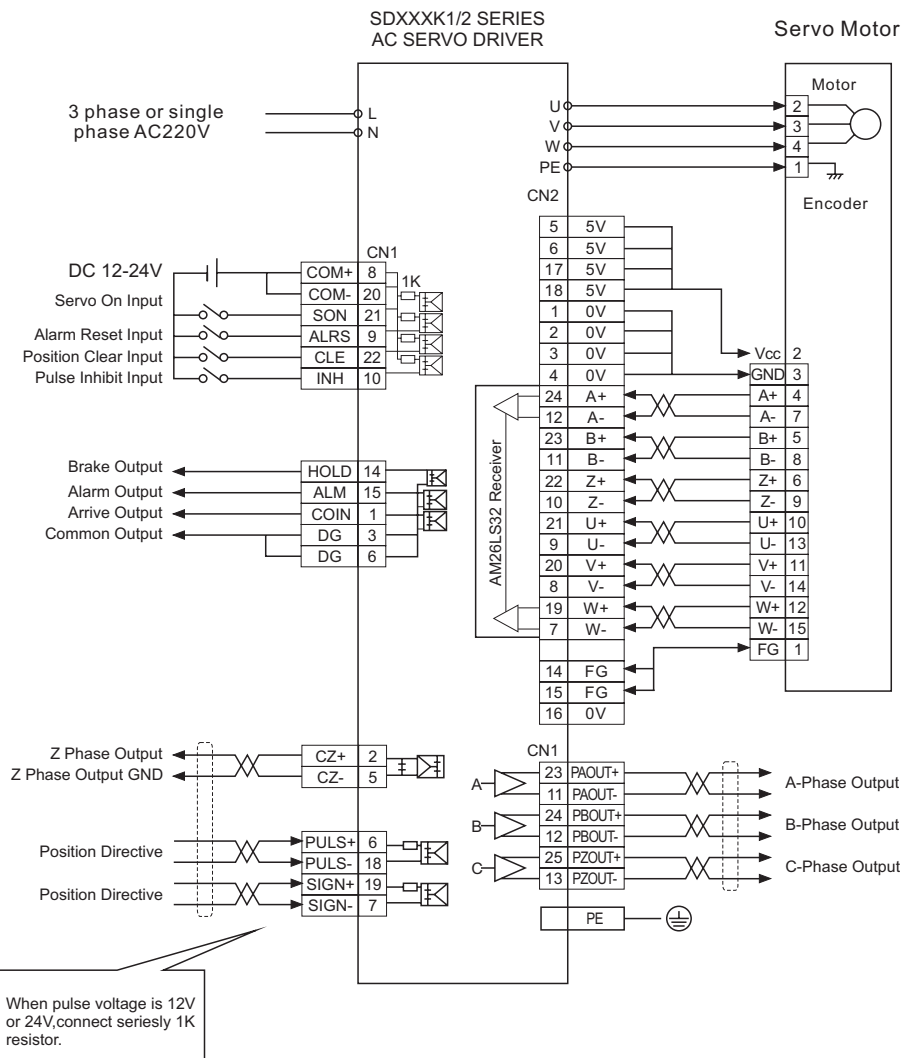 SDXXXK1/2 SERIES
AC SERVO DRIVER
Servo Motor
3 phase or single
phase AC220V
L
N
U
V
W
PE
Motor
2
3
4
1
Encoder
CN2
5 5V
6 5V
17 5V
18 5V
1 0V
2 0V
3 0V
4 0V
24 A+
12 A-
23 B+
11 B-
22 Z+
10 Z-
21 U+
9 U-
20 V+
8 V-
19 W+
7 W-
14 FG
15 FG
16 0V
AM26LS32 Receiver
Vcc 2
GND 3
A+ 4
A- 7
B+ 5
B- 8
Z+ 6
Z- 9
U+ 10
U- 13
V+ 11
V- 14
W+ 12
W- 15
FG 1
CN1
1K
DC 12-24V
COM+ 8
COM- 20
Servo On Input
SON 21
Alarm Reset Input
ALRS 9
Position Clear Input
CLE 22
Pulse Inhibit Input
INH 10
Brake Output
HOLD 14
Alarm Output
ALM 15
Arrive Output
COIN 1
Common Output
DG 3
DG 6
Z Phase Output
CZ+ 2
Z Phase Output GND
CZ- 5
Position Directive
PULS+ 6
PULS- 18
Position Directive
SIGN+ 19
SIGN- 7
CN1
A
23 PAOUT+
11 PAOUT-
A-Phase Output
B
24 PBOUT+
12 PBOUT-
B-Phase Output
C
25 PZOUT+
13 PZOUT-
C-Phase Output
PE
When pulse voltage is 12V
or 24V,connect seriesly 1K
resistor.